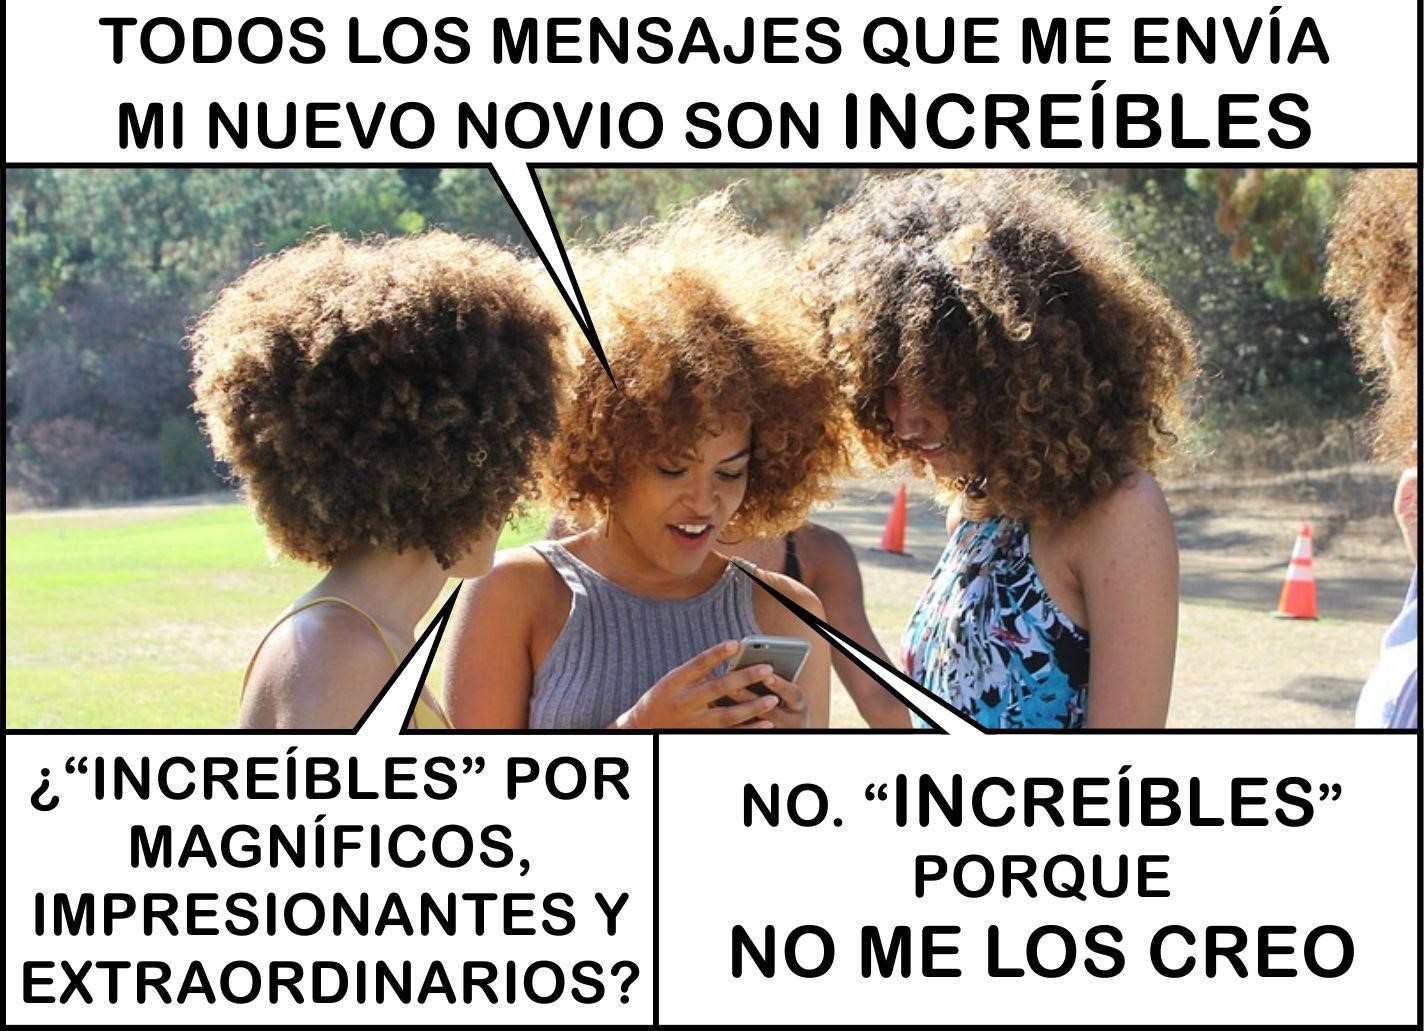 TODOS LOS MENSAJES QUE ME ENVÍA
MI NUEVO NOVIO SON INCREÍBLES
¿“INCREÍBLES” POR
MAGNÍFICOS,
IMPRESIONANTES Y
EXTRAORDINARIOS?
NO. “INCREÍBLES”
PORQUE
NO ME LOS CREO